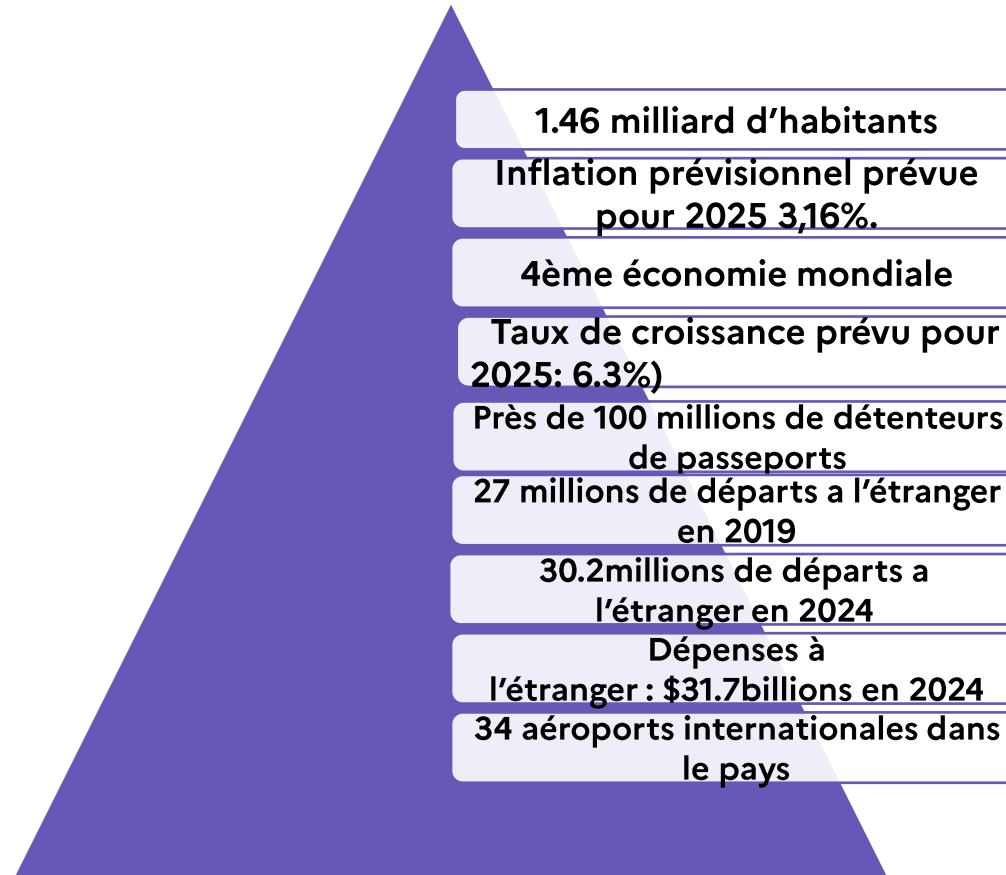 1.46 milliard d’habitants
Inflation prévisionnel prévue
pour 2025 3,16%.
4ème économie mondiale
Taux de croissance prévu pour
2025: 6.3%)
Près de 100 millions de détenteurs
de passeports
27 millions de départs a l’étranger
en 2019
30.2millions de départs a
l’étranger en 2024
Dépenses à
l’étranger : $31.7billions en 2024
34 aéroports internationales dans
le pays